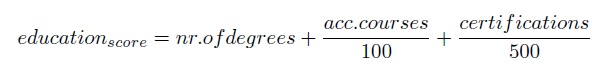 education_score = nr.ofdegrees + acc.courses/100 + certifications/500